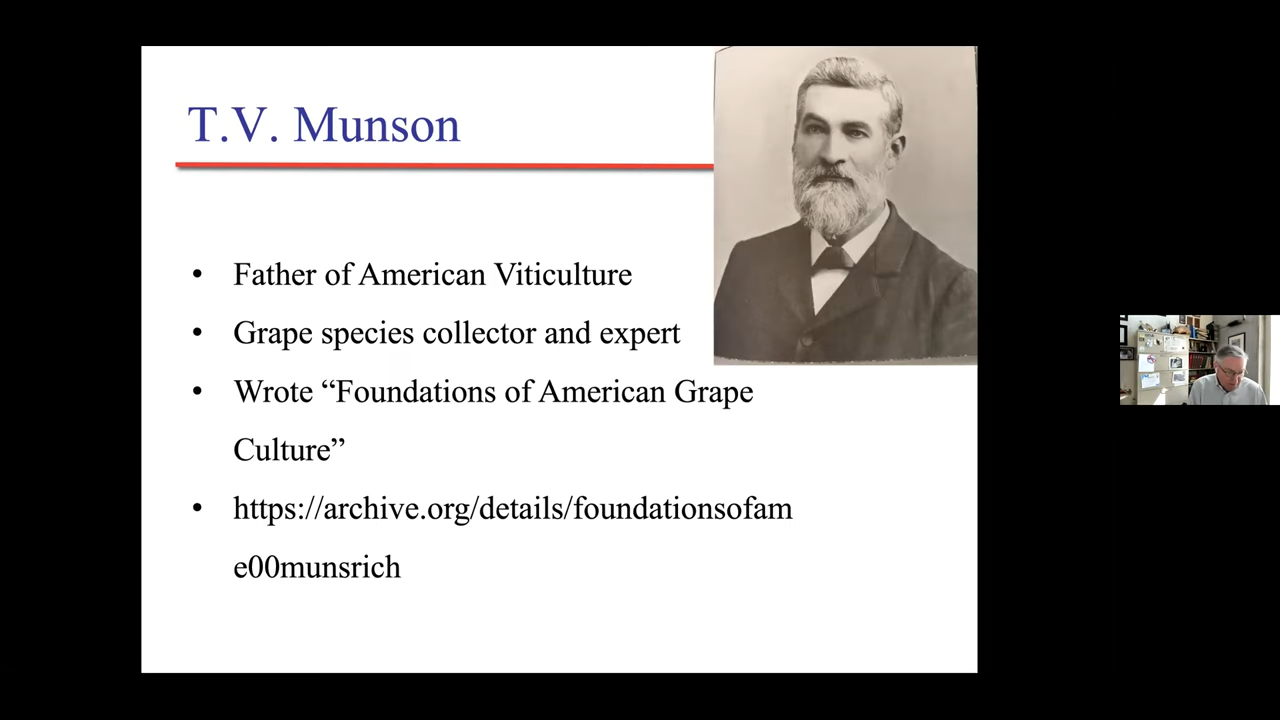 T.V. Munson
• Father of American Viticulture
• Grape species collector and expert
• Wrote “Foundations of American Grape
Culture”
• https://archive.org/details/foundationsofam
e00munsrich